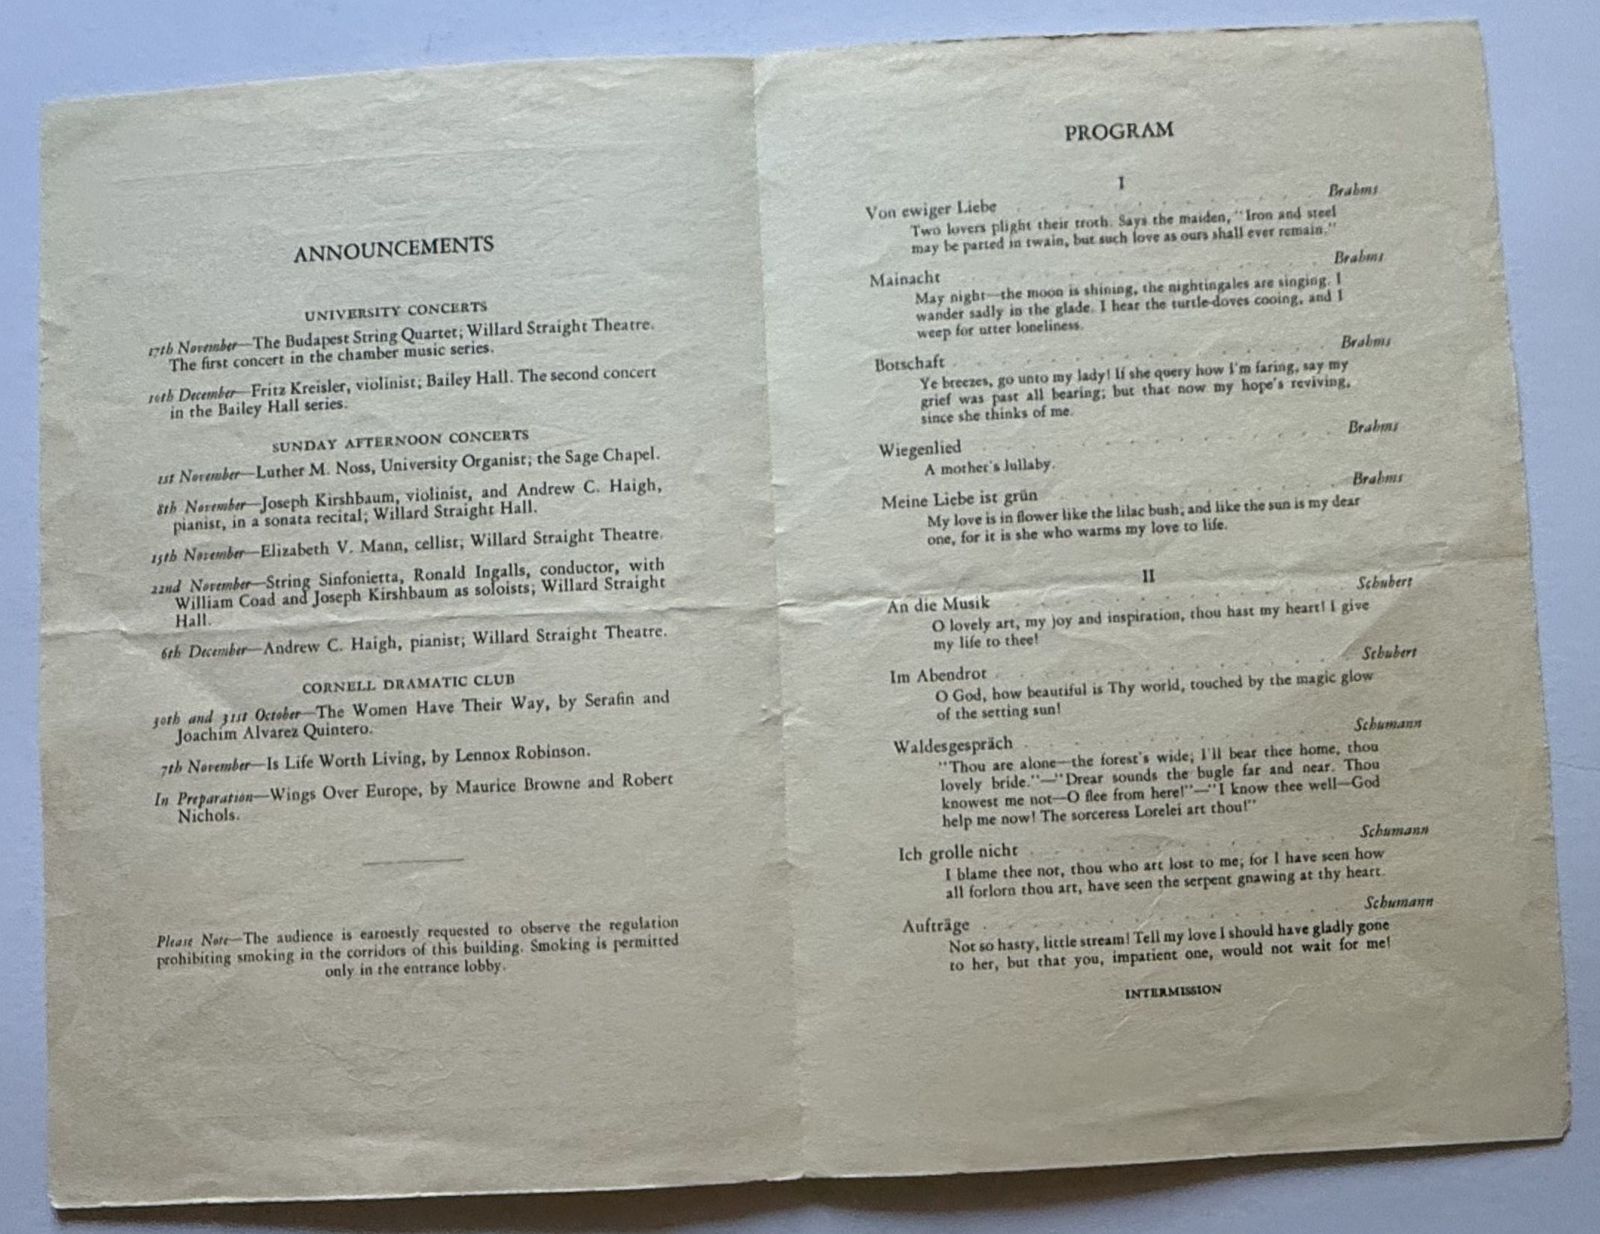 ANNOUNCEMENTS
UNIVERSITY CONCERTS
17th November—The Budapest String Quartet; Willard Straight Theatre.
The first concert in the chamber music series.
10th December—Fritz Kreisler, violinist; Bailey Hall. The second concert
in the Bailey Hall series.
SUNDAY AFTERNOON CONCERTS
1st November—Luther M. Noss, University Organist; the Sage Chapel.
8th November—Joseph Kirshbaum, violinist, and Andrew C. Haigh,
pianist, in a sonata recital; Willard Straight Hall.
15th November—Elizabeth V. Mann, cellist; Willard Straight Theatre.
22nd November—String Sinfonietta, Ronald Ingalls, conductor, with
William Coad and Joseph Kirshbaum as soloists; Willard Straight
Hall.
6th December—Andrew C. Haigh, pianist; Willard Straight Theatre.
CORNELL DRAMATIC CLUB
30th and 31st October—The Women Have Their Way, by Serafin and
Joachim Alvarez Quintero.
7th November—Is Life Worth Living, by Lennox Robinson.
In Preparation—Wings Over Europe, by Maurice Browne and Robert
Nichols.
Please Note—The audience is earnestly requested to observe the regulation
prohibiting smoking in the corridors of this building. Smoking is permitted
only in the entrance lobby.
PROGRAM
I
Von ewiger Liebe . . . . . . . . . . Brahms
Two lovers plight their troth. Says the maiden, "Iron and steel
may be parted in twain, but such love as ours shall ever remain."
Mainacht . . . . . . . . . . Brahms
May night—the moon is shining, the nightingales are singing. I
wander sadly in the glade. I hear the turtle-doves cooing, and I
weep for utter loneliness.
Botschaft . . . . . . . . . . Brahms
Ye breezes, go unto my lady! If she query how I'm faring, say my
grief was past all bearing; but that now my hope's reviving,
since she thinks of me.
Wiegenlied . . . . . . . . . . Brahms
A mother's lullaby.
Meine Liebe ist grün . . . . . . . . . . Brahms
My love is in flower like the lilac bush; and like the sun is my dear
one, for it is she who warms my love to life.
II
An die Musik . . . . . . . . . . Schubert
O lovely art, my joy and inspiration, thou hast my heart! I give
my life to thee!
Im Abendrot . . . . . . . . . . Schubert
O God, how beautiful is Thy world, touched by the magic glow
of the setting sun!
Waldesgespräch . . . . . . . . . . Schumann
"Thou are alone—the forest's wide; I'll bear thee home, thou
lovely bride."—"Drear sounds the bugle far and near. Thou
knowest me not—O flee from here!"—"I know thee well—God
help me now! The sorceress Lorelei art thou!"
Ich grolle nicht . . . . . . . . . . Schumann
I blame thee not, thou who art lost to me; for I have seen how
all forlorn thou art, have seen the serpent gnawing at thy heart.
Aufträge . . . . . . . . . . Schumann
Not so hasty, little stream! Tell my love I should have gladly gone
to her, but that you, impatient one, would not wait for me!
INTERMISSION